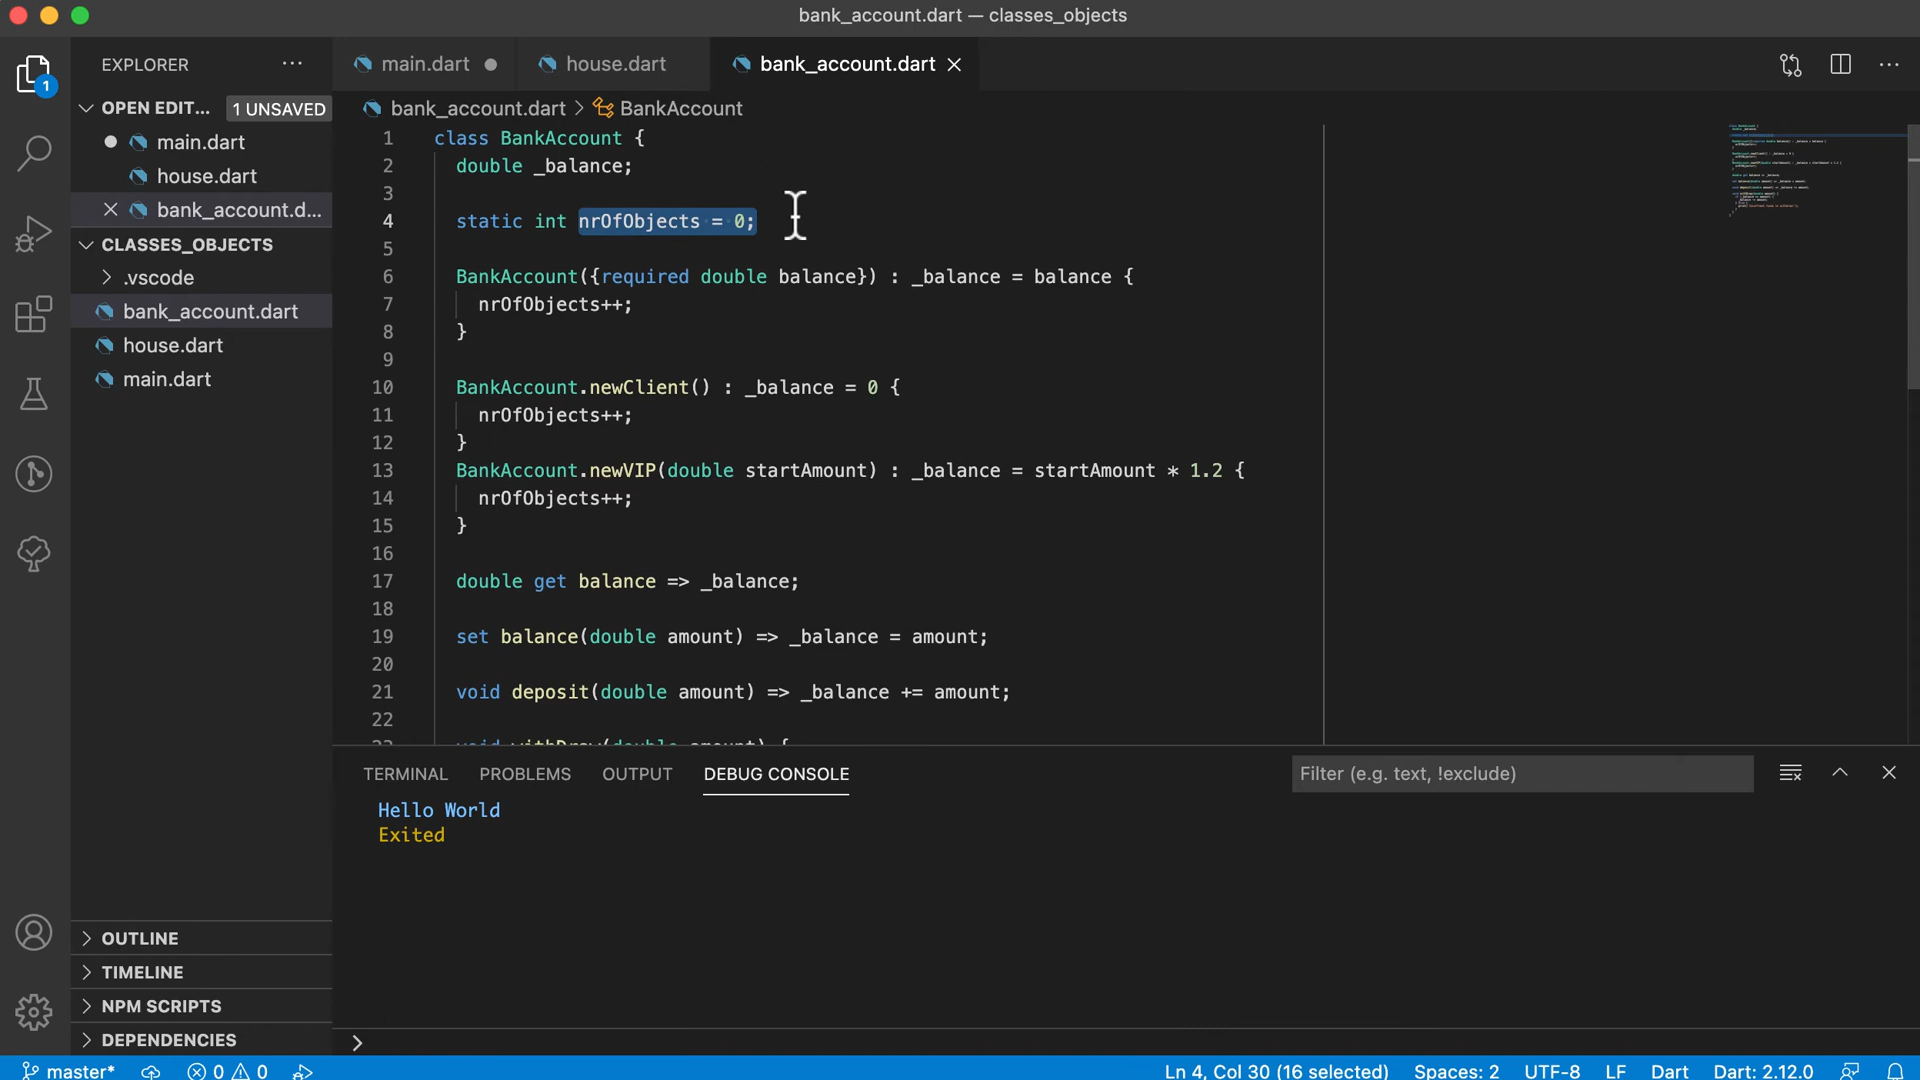 bank_account.dart — classes_objects
EXPLORER
main.dart
house.dart
bank_account.dart
1
OPEN EDIT...
1 UNSAVED
bank_account.dart > BankAccount
main.dart
house.dart
bank_account.d...
CLASSES_OBJECTS
.vscode
bank_account.dart
house.dart
main.dart
1 class BankAccount {
2 double _balance;
3
4 static int nrOfObjects = 0;
5
6 BankAccount({required double balance}) : _balance = balance {
7 nrOfObjects++;
8 }
9
10 BankAccount.newClient() : _balance = 0 {
11 nrOfObjects++;
12 }
13 BankAccount.newVIP(double startAmount) : _balance = startAmount * 1.2 {
14 nrOfObjects++;
15 }
16
17 double get balance => _balance;
18
19 set balance(double amount) => _balance = amount;
20
21 void deposit(double amount) => _balance += amount;
22
23 void withDraw(double amount) {
TERMINAL
PROBLEMS
OUTPUT
DEBUG CONSOLE
Filter (e.g. text, !exclude)
Hello World
Exited
OUTLINE
TIMELINE
NPM SCRIPTS
DEPENDENCIES
master*
0
0
Ln 4, Col 30 (16 selected)
Spaces: 2
UTF-8
LF
Dart
Dart: 2.12.0